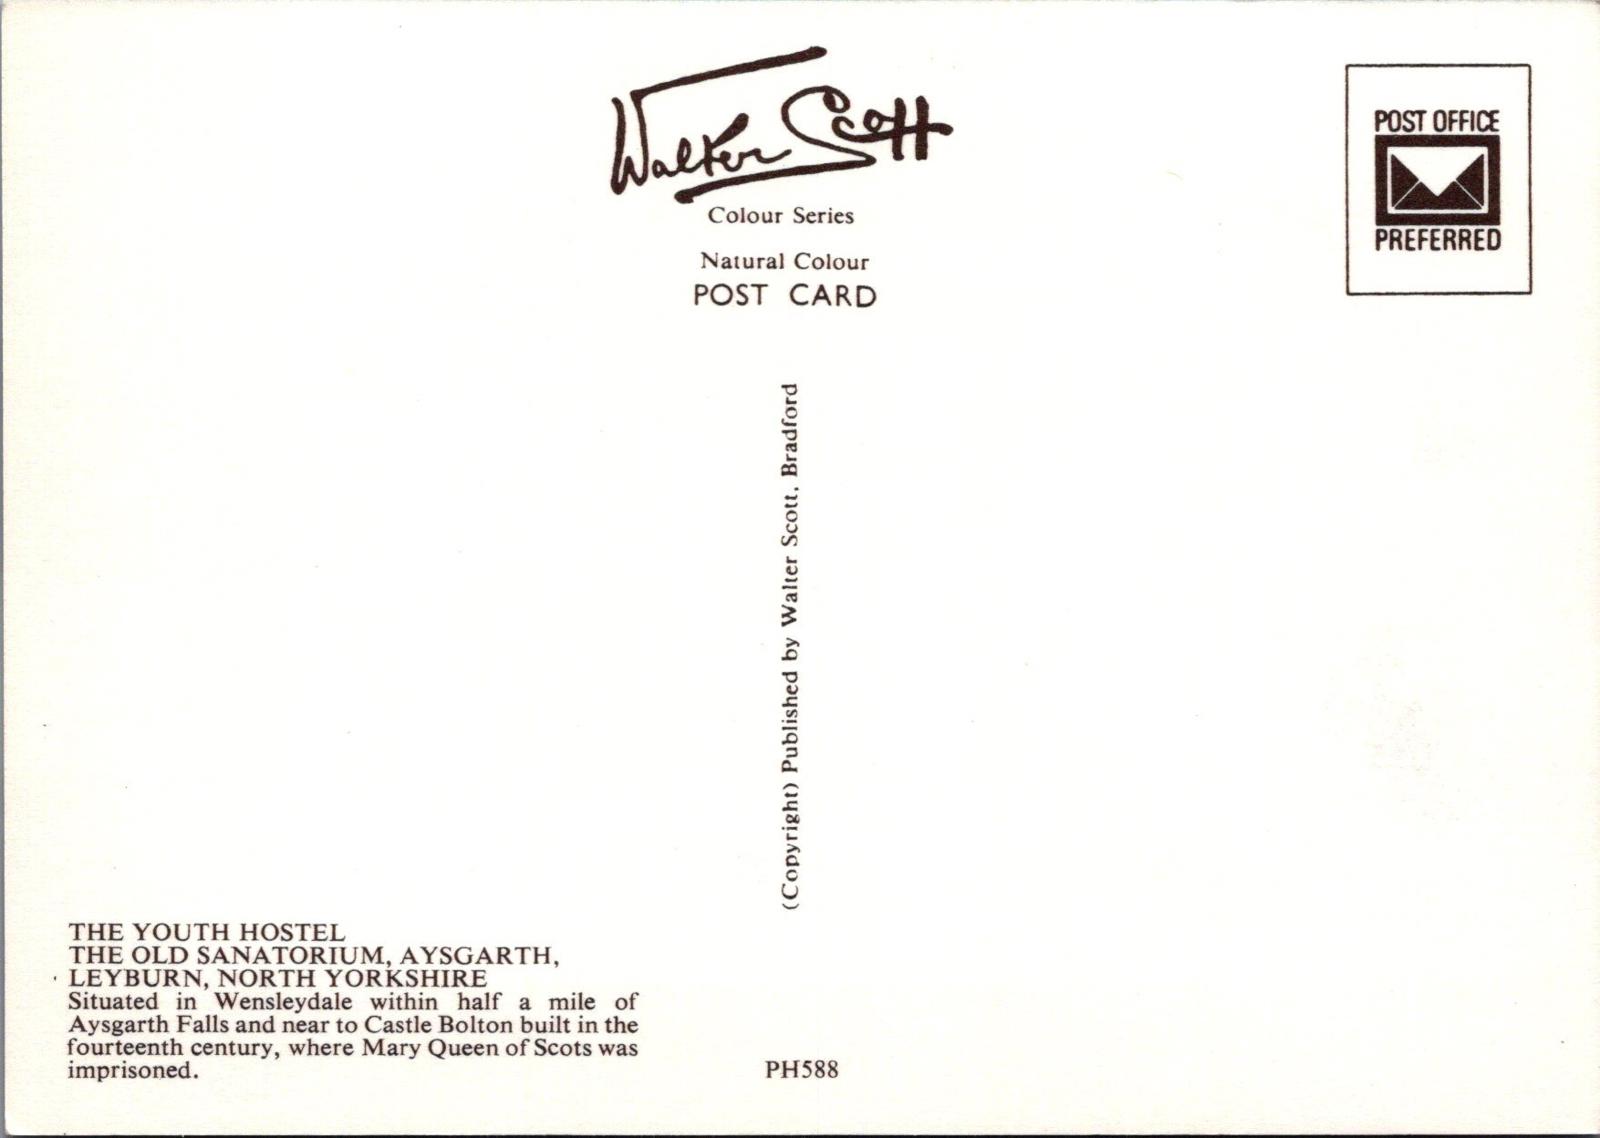 Walter Scott
Colour Series
Natural Colour
POST CARD
POST OFFICE
PREFERRED
(Copyright) Published by Walter Scott, Bradford
THE YOUTH HOSTEL
THE OLD SANATORIUM, AYSGARTH,
LEYBURN, NORTH YORKSHIRE
Situated in Wensleydale within half a mile of
Aysgarth Falls and near to Castle Bolton built in the
fourteenth century, where Mary Queen of Scots was
imprisoned.
PH588